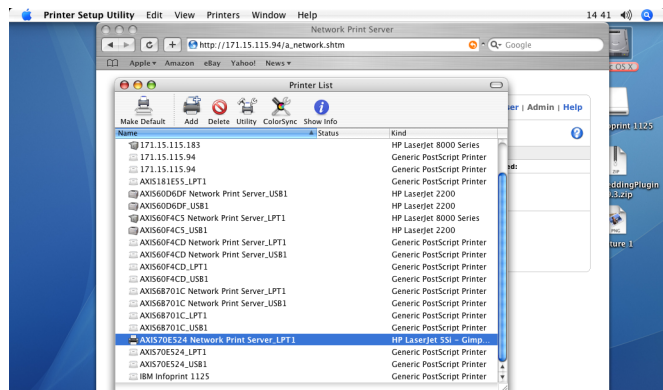 Printer Setup Utility Edit View Printers Window Help 14 41
Network Print Server
http://171.15.115.94/a_network.shtm Q- Google
Apple Amazon eBay Yahoo! News
Printer List
Make Default Add Delete Utility ColorSync Show Info
Name Status Kind
171.15.115.183 HP LaserJet 8000 Series
171.15.115.94 Generic PostScript Printer
171.15.115.94 Generic PostScript Printer
AXIS181E55_LPT1 Generic PostScript Printer
AXIS60D6DF Network Print Server_USB1 HP LaserJet 2200
AXIS60D6DF_USB1 HP LaserJet 2200
AXIS60F4C5 Network Print Server_LPT1 HP LaserJet 8000 Series
AXIS60F4C5_USB1 HP LaserJet 2200
AXIS60F4CD Network Print Server_LPT1 Generic PostScript Printer
AXIS60F4CD Network Print Server_USB1 Generic PostScript Printer
AXIS60F4CD_LPT1 Generic PostScript Printer
AXIS60F4CD_USB1 Generic PostScript Printer
AXIS6B701C Network Print Server_LPT1 Generic PostScript Printer
AXIS6B701C Network Print Server_USB1 Generic PostScript Printer
AXIS6B701C_LPT1 Generic PostScript Printer
AXIS6B701C_USB1 Generic PostScript Printer
AXIS70E524 Network Print Server_LPT1 HP LaserJet 5Si – Gimp...
AXIS70E524_LPT1 Generic PostScript Printer
AXIS70E524_USB1 Generic PostScript Printer
IBM Infoprint 1125 Generic PostScript Printer
ser | Admin | Help
?
ed:
OS X
oprint 1125
ZIP
eddingPlugin
.3.zip
PNG
ture 1